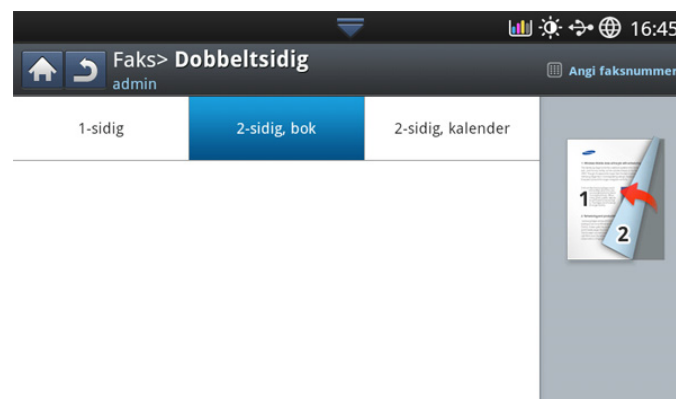 16:45
Faks> Dobbeltsidig
admin
Angi faksnummer
1-sidig
2-sidig, bok
2-sidig, kalender
1
2